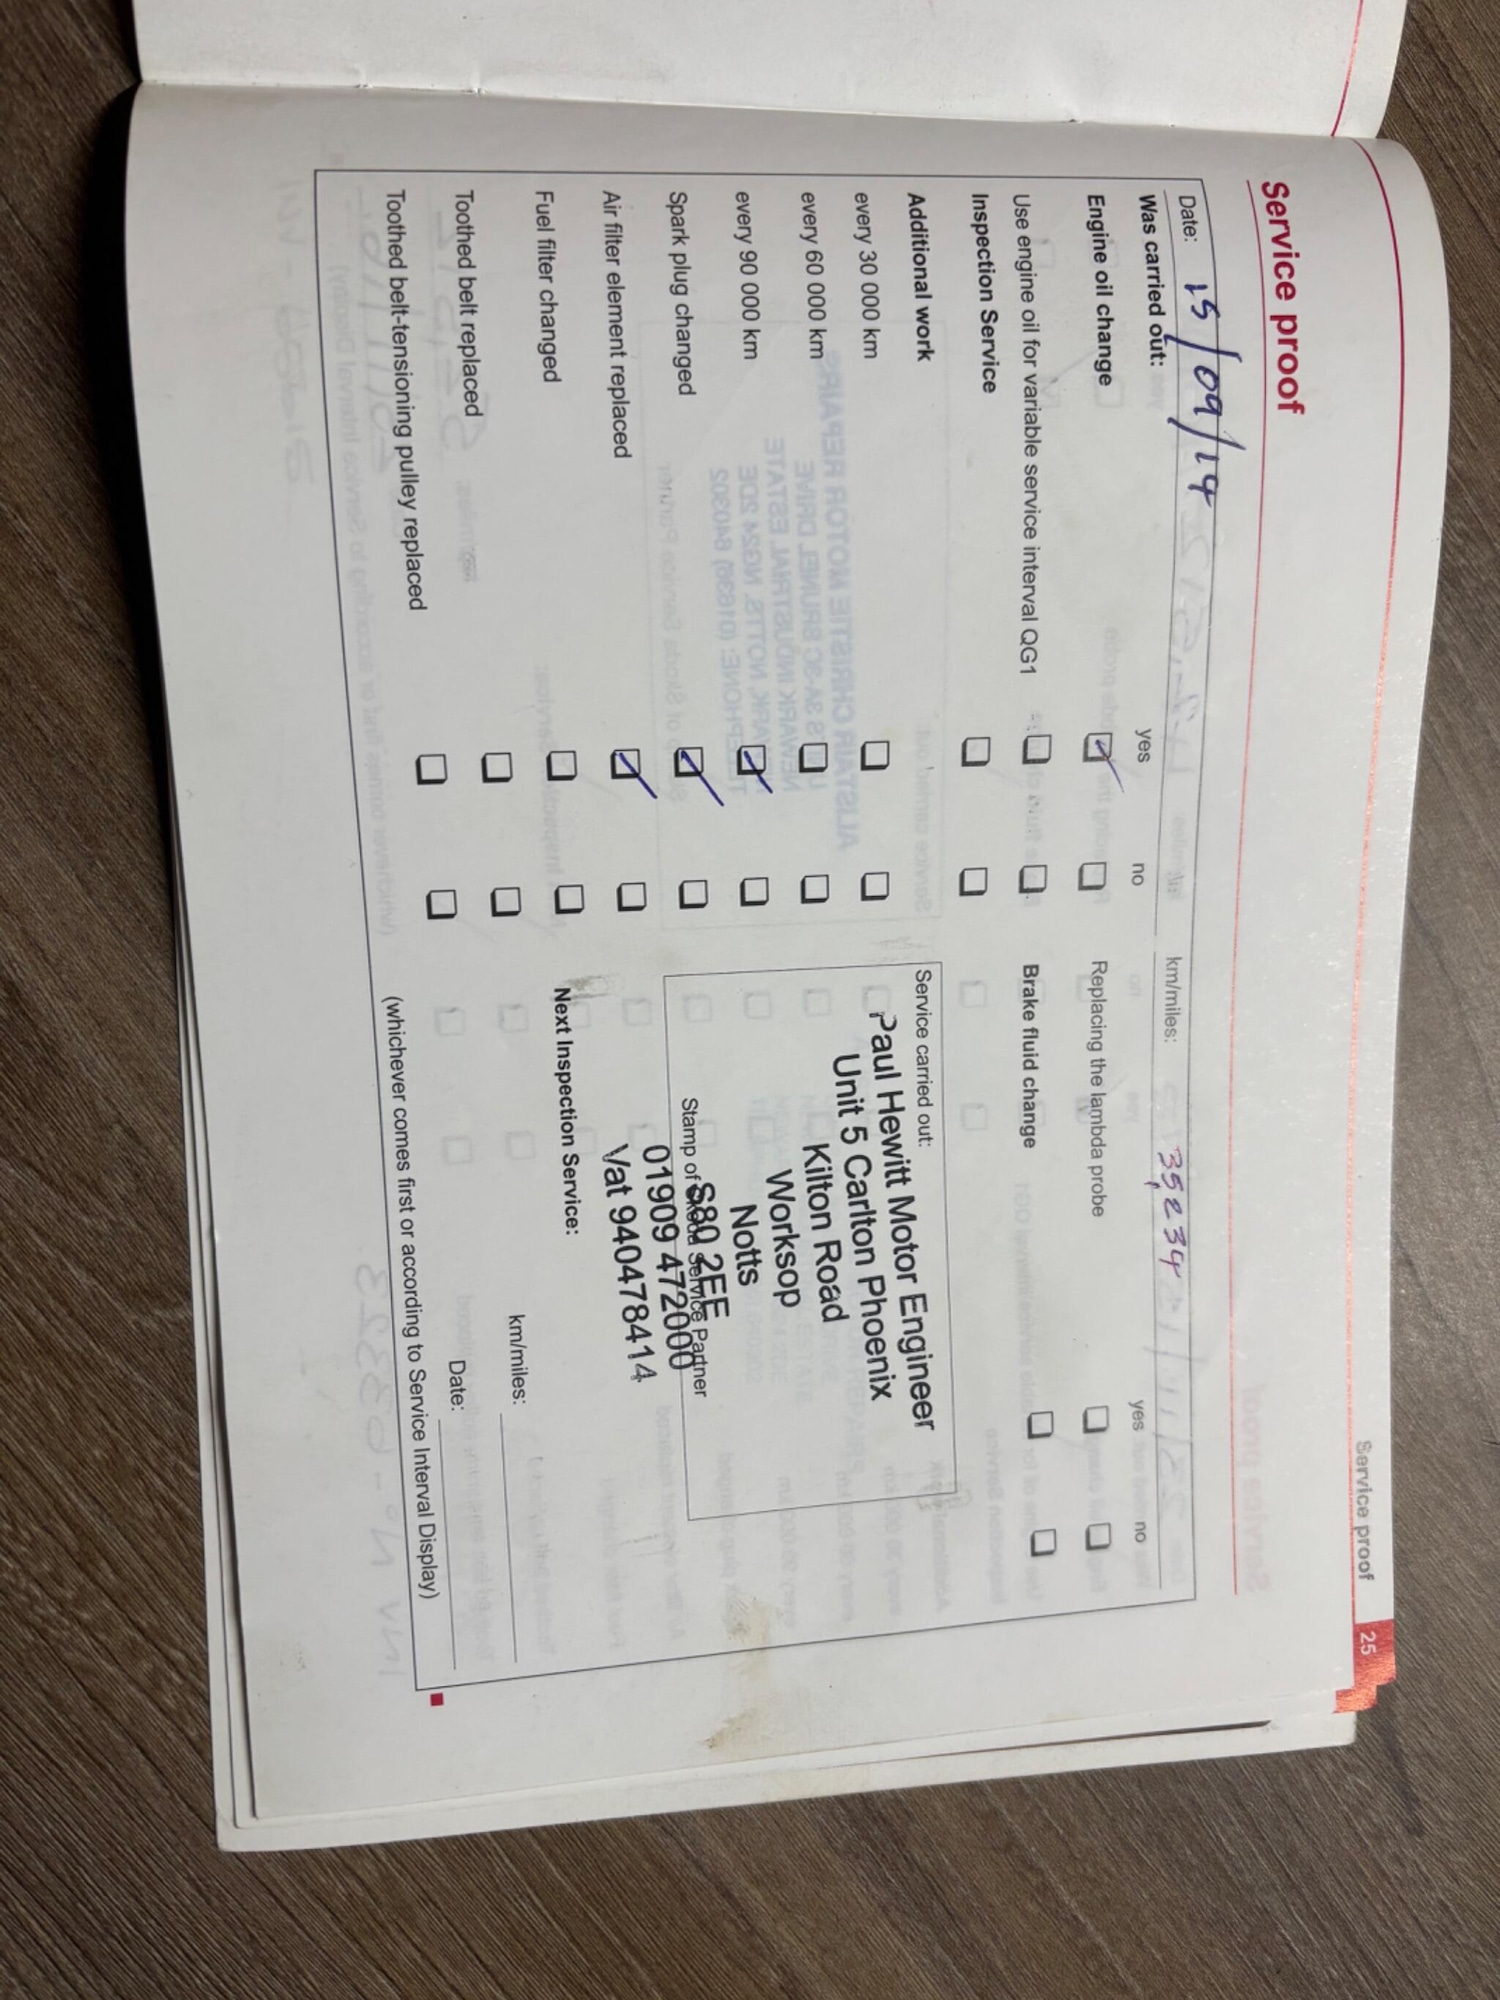 Service proof 25
Service proof
Date: 15/09/14 km/miles: 35,234
Was carried out: yes no yes no
Engine oil change Replacing the lambda probe
Use engine oil for variable service interval QG1 Brake fluid change
Inspection Service
Additional work
every 30 000 km
every 60 000 km
every 90 000 km
Spark plug changed
Air filter element replaced
Fuel filter changed
Toothed belt replaced
Toothed belt-tensioning pulley replaced
Service carried out:
Paul Hewitt Motor Engineer
Unit 5 Carlton Phoenix
Kilton Road
Worksop
Notts
S80 2EE
Stamp of Skoda Service Partner
01909 472000
Vat 940478414
Next Inspection Service:
km/miles:
Date:
(whichever comes first or according to Service Interval Display)